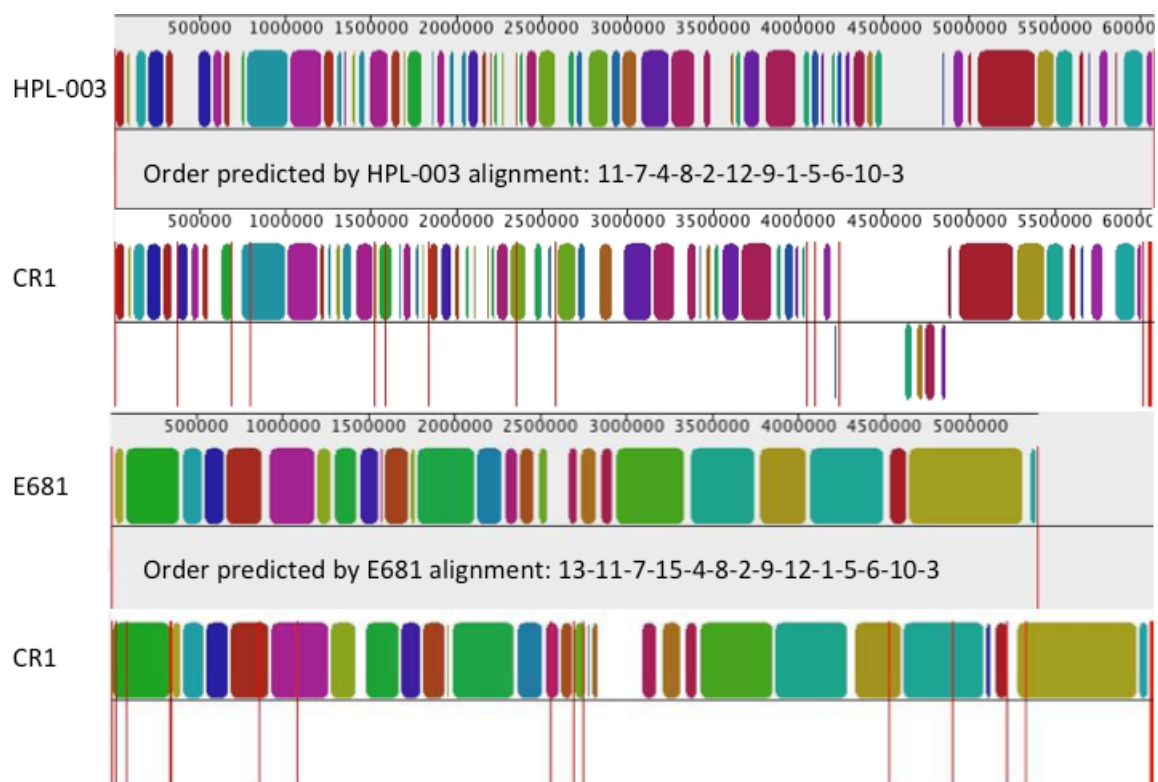 500000 1000000 1500000 2000000 2500000 3000000 3500000 4000000 4500000 5000000 5500000 60000
HPL-003
Order predicted by HPL-003 alignment: 11-7-4-8-2-12-9-1-5-6-10-3
500000 1000000 1500000 2000000 2500000 3000000 3500000 4000000 4500000 5000000 5500000 6000
CR1
500000 1000000 1500000 2000000 2500000 3000000 3500000 4000000 4500000 5000000
E681
Order predicted by E681 alignment: 13-11-7-15-4-8-2-9-12-1-5-6-10-3
CR1